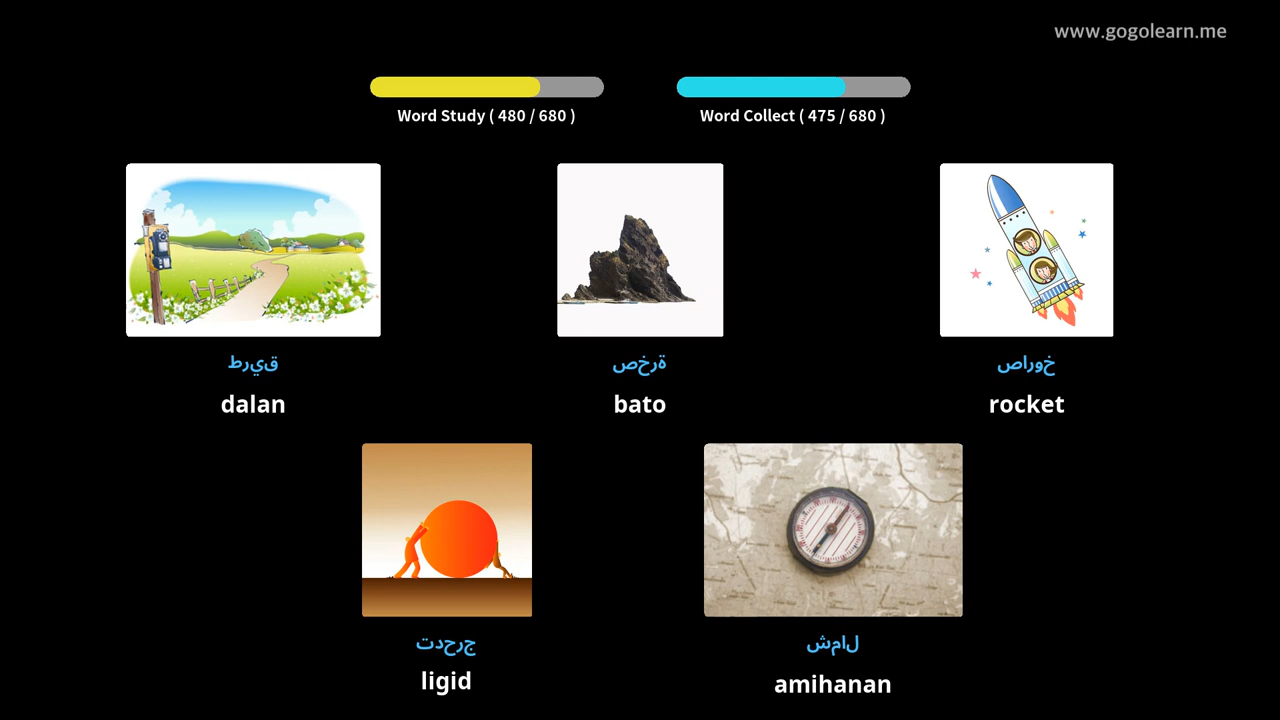 www.gogolearn.me
Word Study ( 480 / 680 )
Word Collect ( 475 / 680 )
قيرط
ةرخص
خوراص
dalan
bato
rocket
جرحدت
لامش
ligid
amihanan